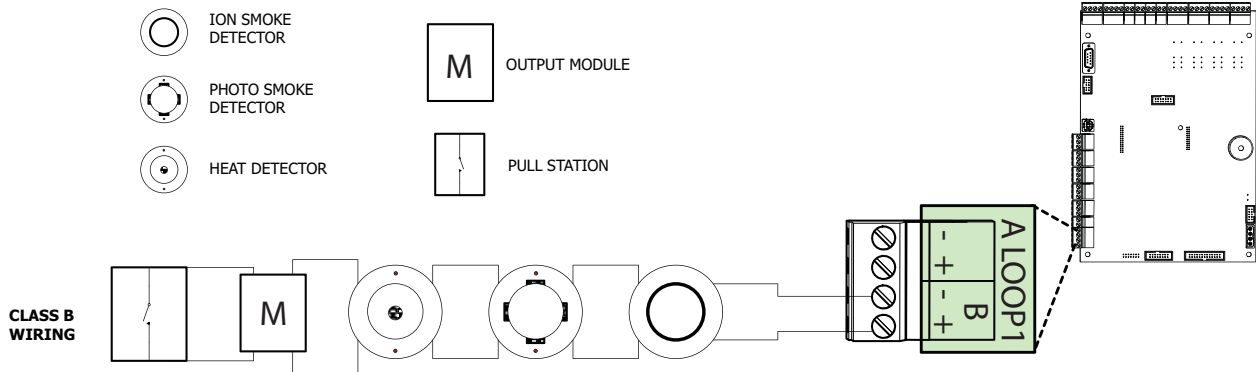 ION SMOKE
DETECTOR
PHOTO SMOKE
DETECTOR
HEAT DETECTOR
M
OUTPUT MODULE
PULL STATION
CLASS B
WIRING
M
A LOOP1
B
-
+
-
+